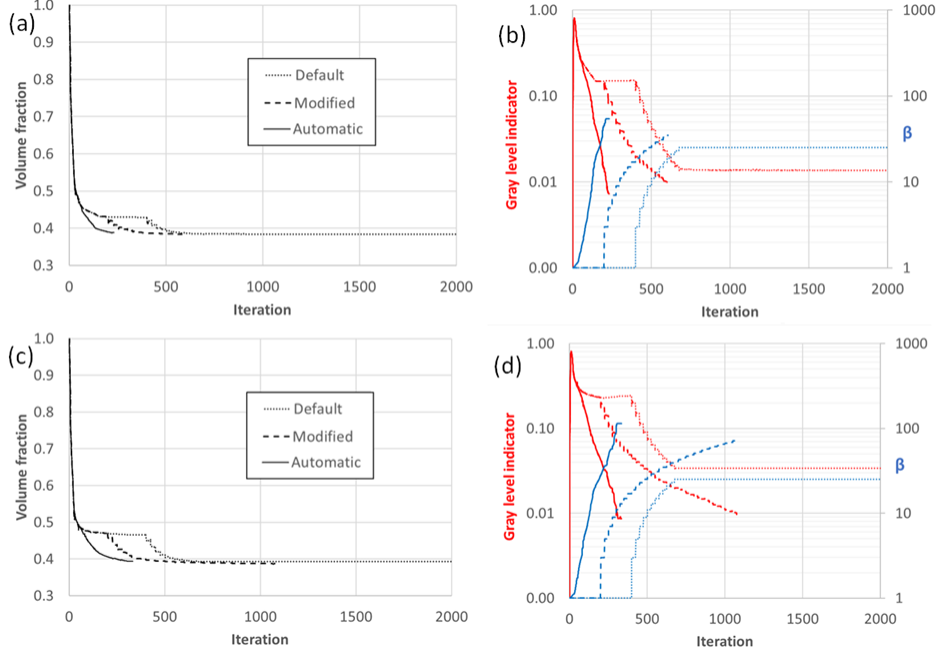 (a)
Volume fraction
1.0
0.9
0.8
0.7
0.6
0.5
0.4
0.3
0 500 1000 1500 2000
Iteration
Default
Modified
Automatic
(b)
Gray level indicator
1.00
0.10
0.01
0.00
1000
100
β
10
1
0 500 1000 1500 2000
Iteration
(c)
Volume fraction
1.0
0.9
0.8
0.7
0.6
0.5
0.4
0.3
0 500 1000 1500 2000
Iteration
Default
Modified
Automatic
(d)
Gray level indicator
1.00
0.10
0.01
0.00
1000
100
β
10
1
0 500 1000 1500 2000
Iteration